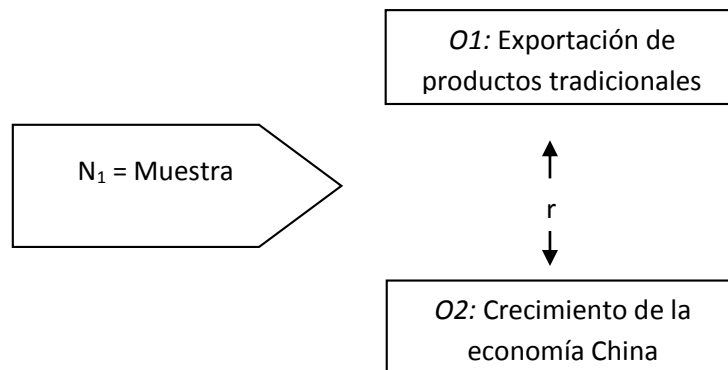 O1: Exportación de
productos tradicionales
N₁ = Muestra
r
O2: Crecimiento de la
economía China